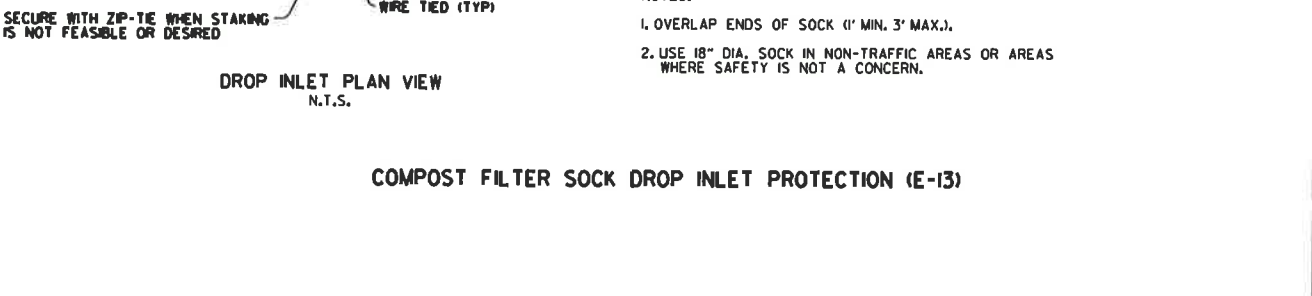 SECURE WITH ZIP-TIE WHEN STAKING
IS NOT FEASIBLE OR DESIRED
WIRE TIED (TYP)
DROP INLET PLAN VIEW
N.T.S.
1. OVERLAP ENDS OF SOCK (1' MIN. 3' MAX.).
2. USE 18" DIA. SOCK IN NON-TRAFFIC AREAS OR AREAS
WHERE SAFETY IS NOT A CONCERN.
COMPOST FILTER SOCK DROP INLET PROTECTION (E-13)